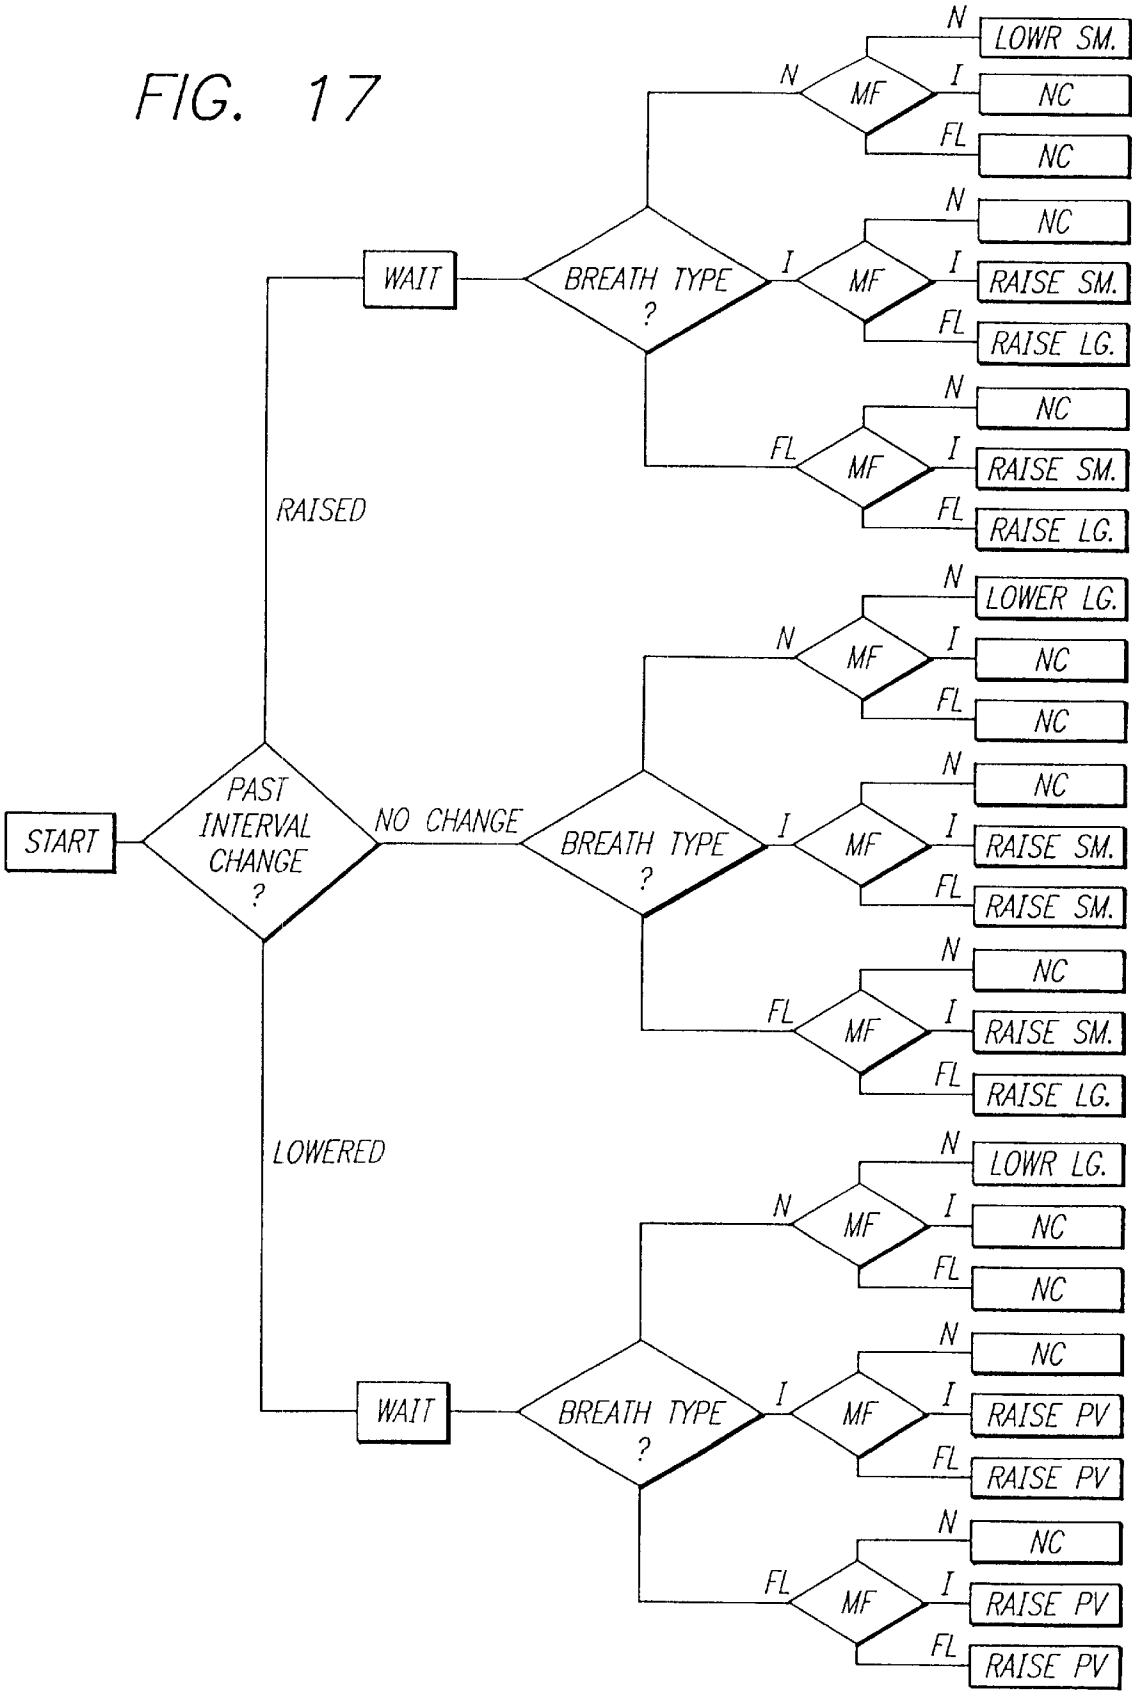 FIG. 17
N
LOWR SM.
N
MF
I
NC
FL
NC
N
NC
WAIT
BREATH TYPE
?
I
MF
I
RAISE SM.
FL
RAISE LG.
N
NC
FL
MF
I
RAISE SM.
FL
RAISE LG.
RAISED
N
LOWER LG.
N
MF
I
NC
FL
NC
START
PAST
INTERVAL
CHANGE
?
NO CHANGE
N
NC
BREATH TYPE
?
I
MF
I
RAISE SM.
FL
RAISE SM.
N
NC
FL
MF
I
RAISE SM.
FL
RAISE LG.
LOWERED
N
LOWR LG.
N
MF
I
NC
FL
NC
N
NC
WAIT
BREATH TYPE
?
I
MF
I
RAISE PV
FL
RAISE PV
N
NC
FL
MF
I
RAISE PV
FL
RAISE PV